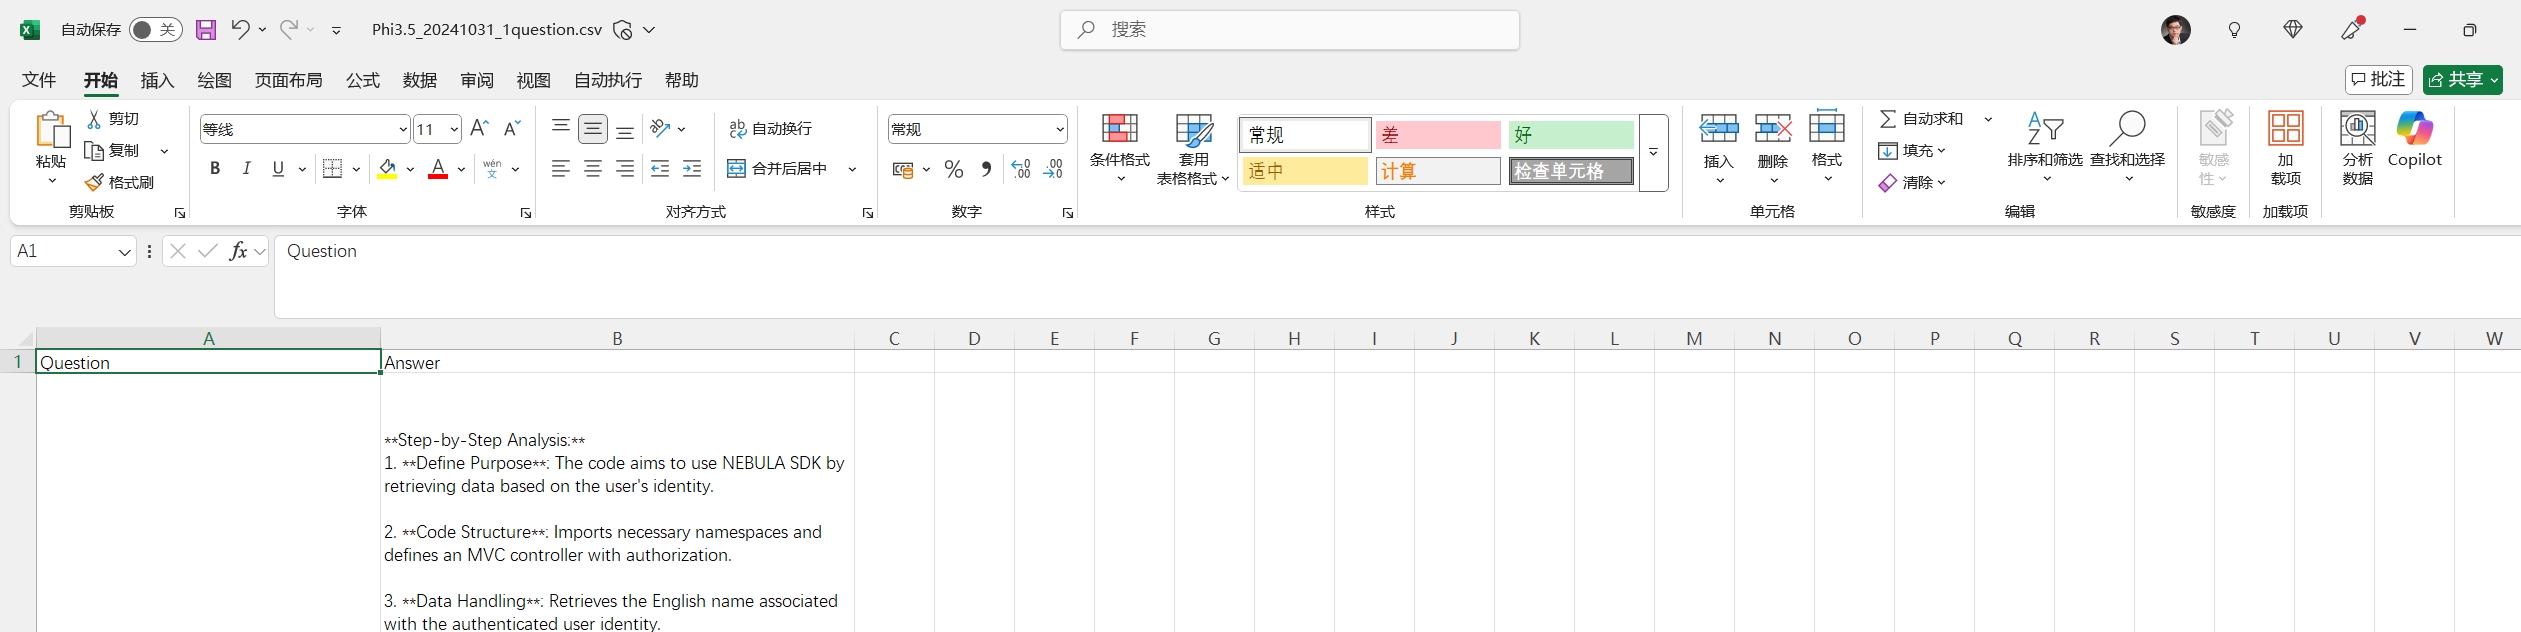 自动保存 关 Phi3.5_20241031_1question.csv 搜索
文件 开始 插入 绘图 页面布局 公式 数据 审阅 视图 自动执行 帮助 批注 共享
粘贴
剪切
复制
格式刷
剪贴板
等线 11
B I U A wén 文
字体
ab 自动换行
合并后居中
对齐方式
常规
% .00
数字
条件格式
套用
表格格式
常规 差 好
适中 计算 检查单元格
样式
插入 删除 格式
单元格
自动求和
填充
清除
排序和筛选 查找和选择
编辑
敏感
性
敏感度
加
载项
加载项
分析
数据
Copilot
A1 fx Question
A B C D E F G H I J K L M N O P Q R S T U V W
1 Question Answer
**Step-by-Step Analysis:**
1. **Define Purpose**: The code aims to use NEBULA SDK by
retrieving data based on the user's identity.
2. **Code Structure**: Imports necessary namespaces and
defines an MVC controller with authorization.
3. **Data Handling**: Retrieves the English name associated
with the authenticated user identity.